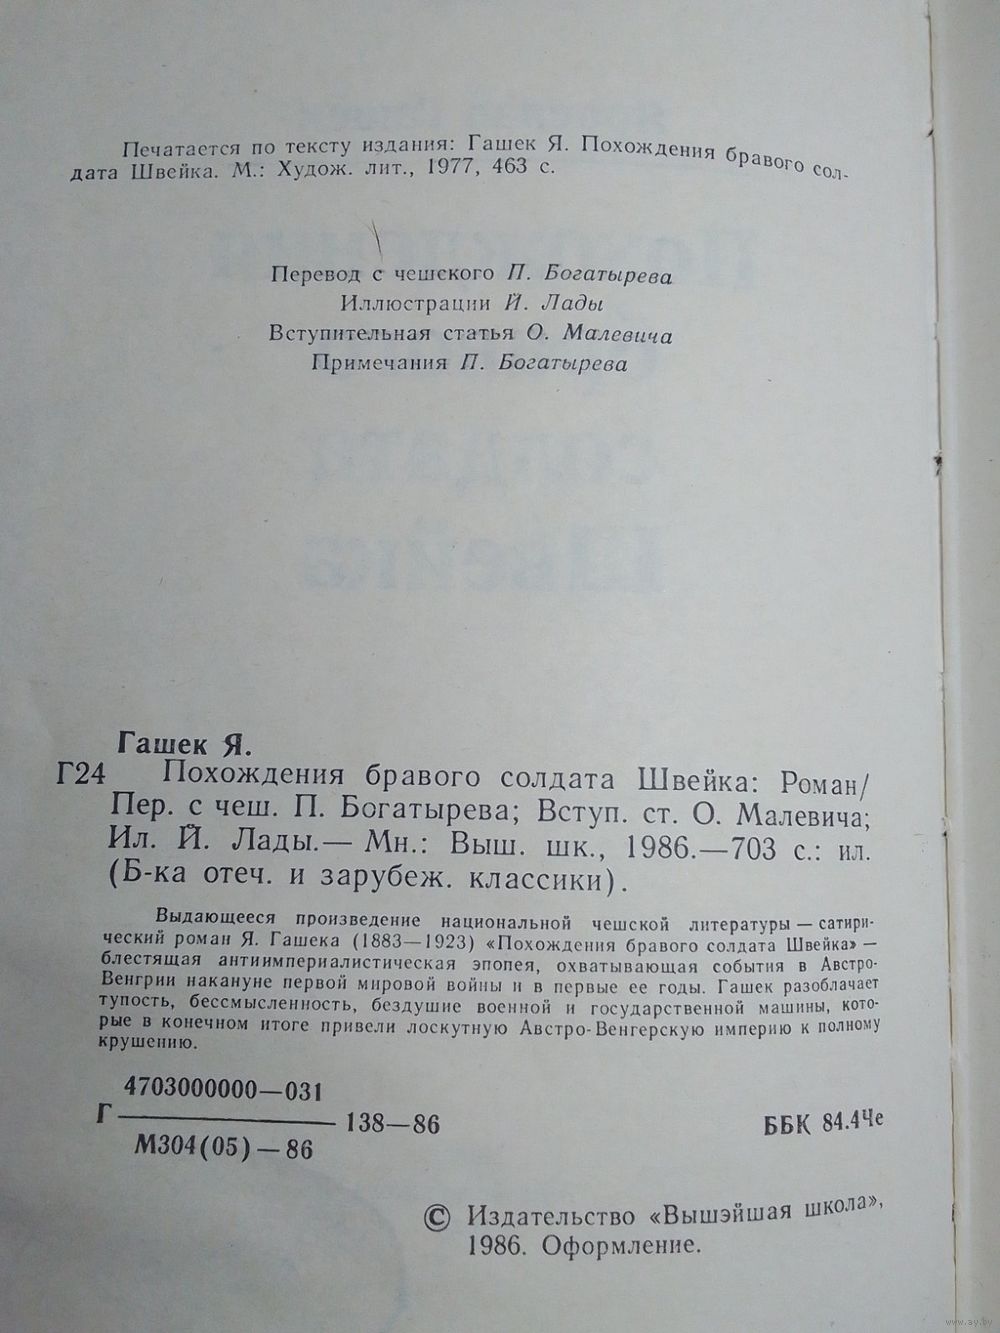 Печатается по тексту издания: Гашек Я. Похождения бравого сол-
дата Швейка. М.: Худож. лит., 1977, 463 с.
Перевод с чешского П. Богатырева
Иллюстрации Й. Лады
Вступительная статья О. Малевича
Примечания П. Богатырева
Гашек Я.
Г24 Похождения бравого солдата Швейка: Роман/
Пер. с чеш. П. Богатырева; Вступ. ст. О. Малевича;
Ил. Й. Лады.— Мн.: Выш. шк., 1986.—703 с.: ил.
(Б-ка отеч. и зарубеж. классики).
Выдающееся произведение национальной чешской литературы — сатири-
ческий роман Я. Гашека (1883—1923) «Похождения бравого солдата Швейка» —
блестящая антиимпериалистическая эпопея, охватывающая события в Австро-
Венгрии накануне первой мировой войны и в первые ее годы. Гашек разоблачает
тупость, бессмысленность, бездушие военной и государственной машины, кото-
рые в конечном итоге привели лоскутную Австро-Венгерскую империю к полному
крушению.
4703000000—031
Г 138—86
М304(05)—86
ББК 84.4Че
© Издательство «Вышэйшая школа»,
1986. Оформление.
www.ay.by